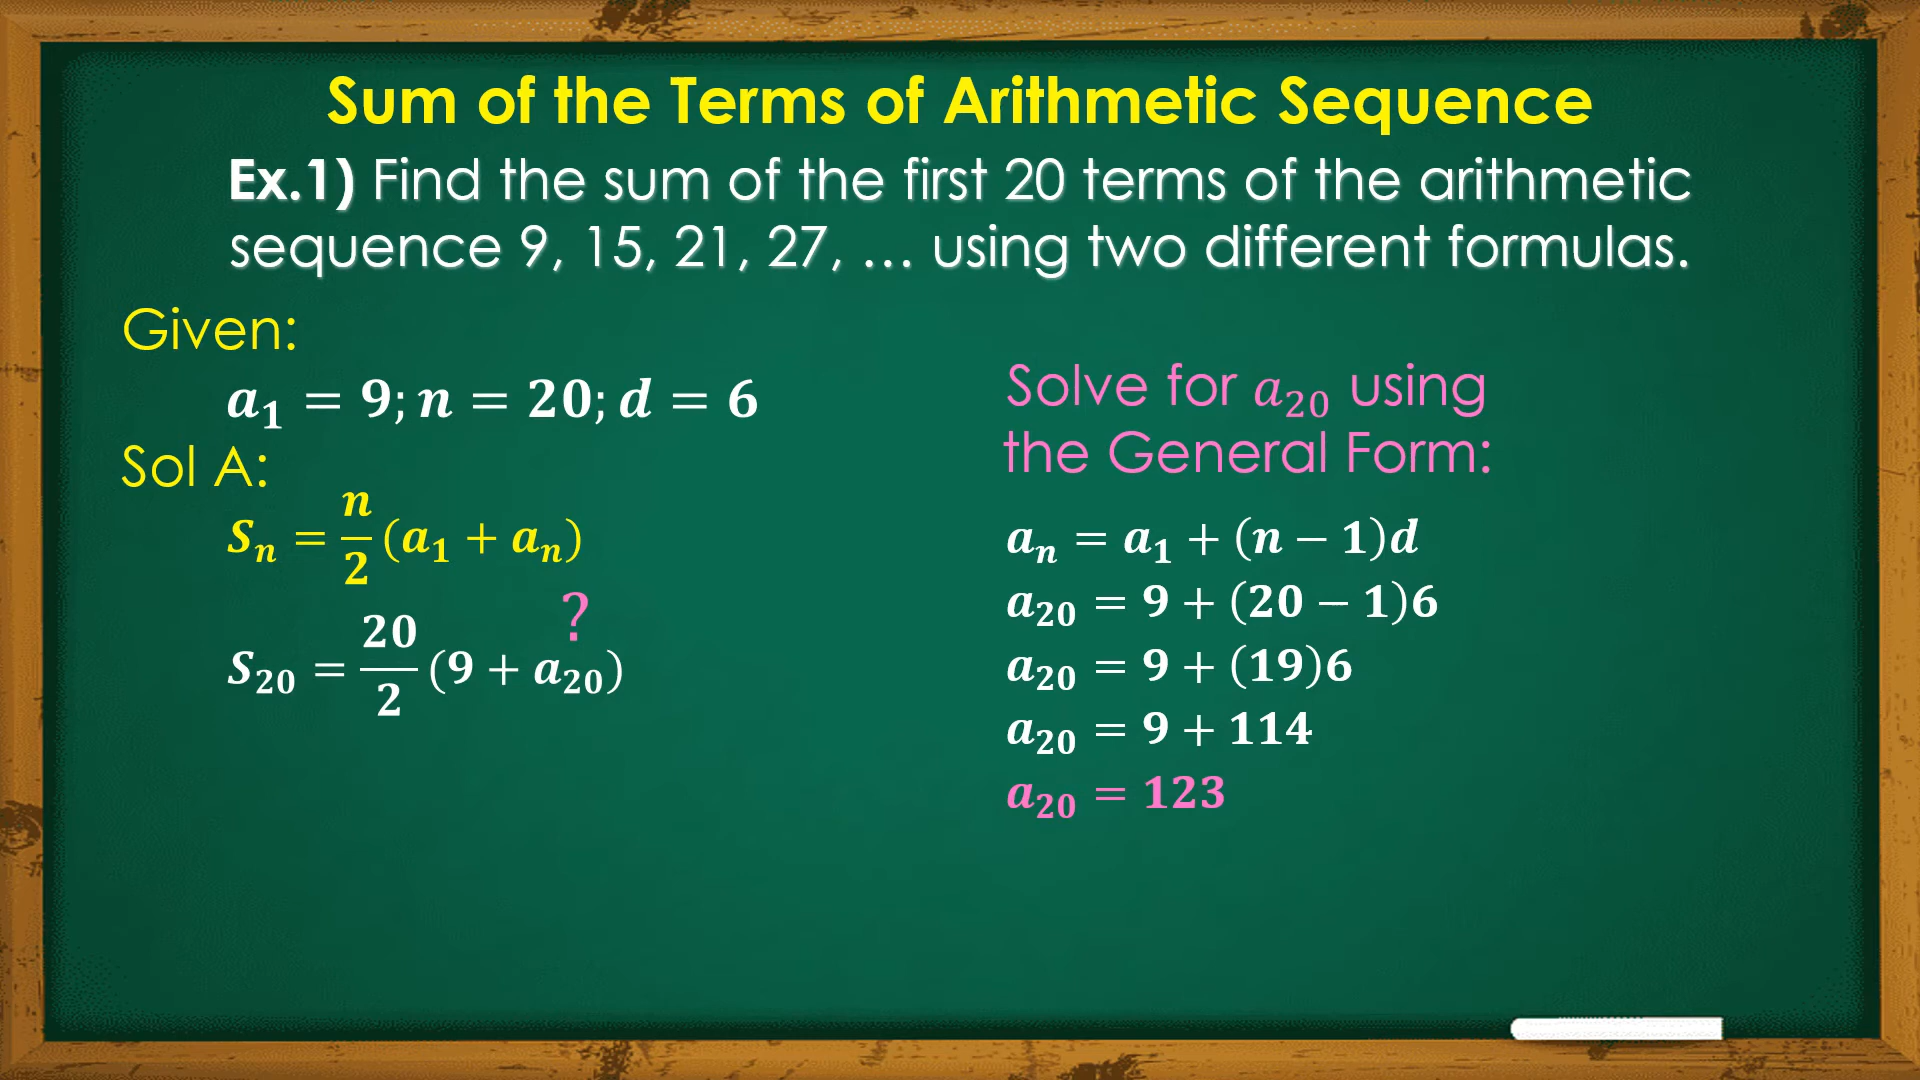 Sum of the Terms of Arithmetic Sequence
Ex.1) Find the sum of the first 20 terms of the arithmetic
sequence 9, 15, 21, 27, … using two different formulas.
Given:
a₁ = 9; n = 20; d = 6
Sol A:
Sₙ = n/2 (a₁ + aₙ)
?
S₂₀ = 20/2 (9 + a₂₀)
Solve for a₂₀ using
the General Form:
aₙ = a₁ + (n − 1)d
a₂₀ = 9 + (20 − 1)6
a₂₀ = 9 + (19)6
a₂₀ = 9 + 114
a₂₀ = 123